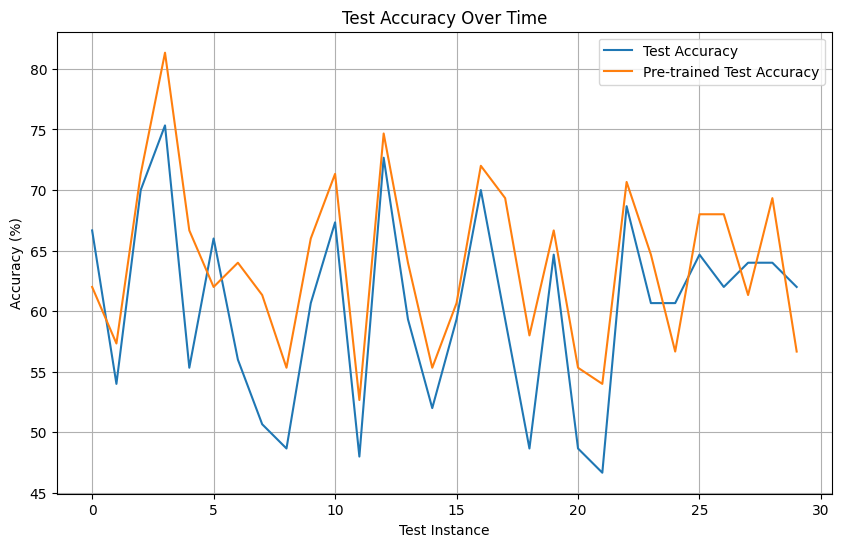 Test Accuracy Over Time
Test Accuracy
Pre-trained Test Accuracy
Accuracy (%)
80
75
70
65
60
55
50
45
0 5 10 15 20 25 30
Test Instance